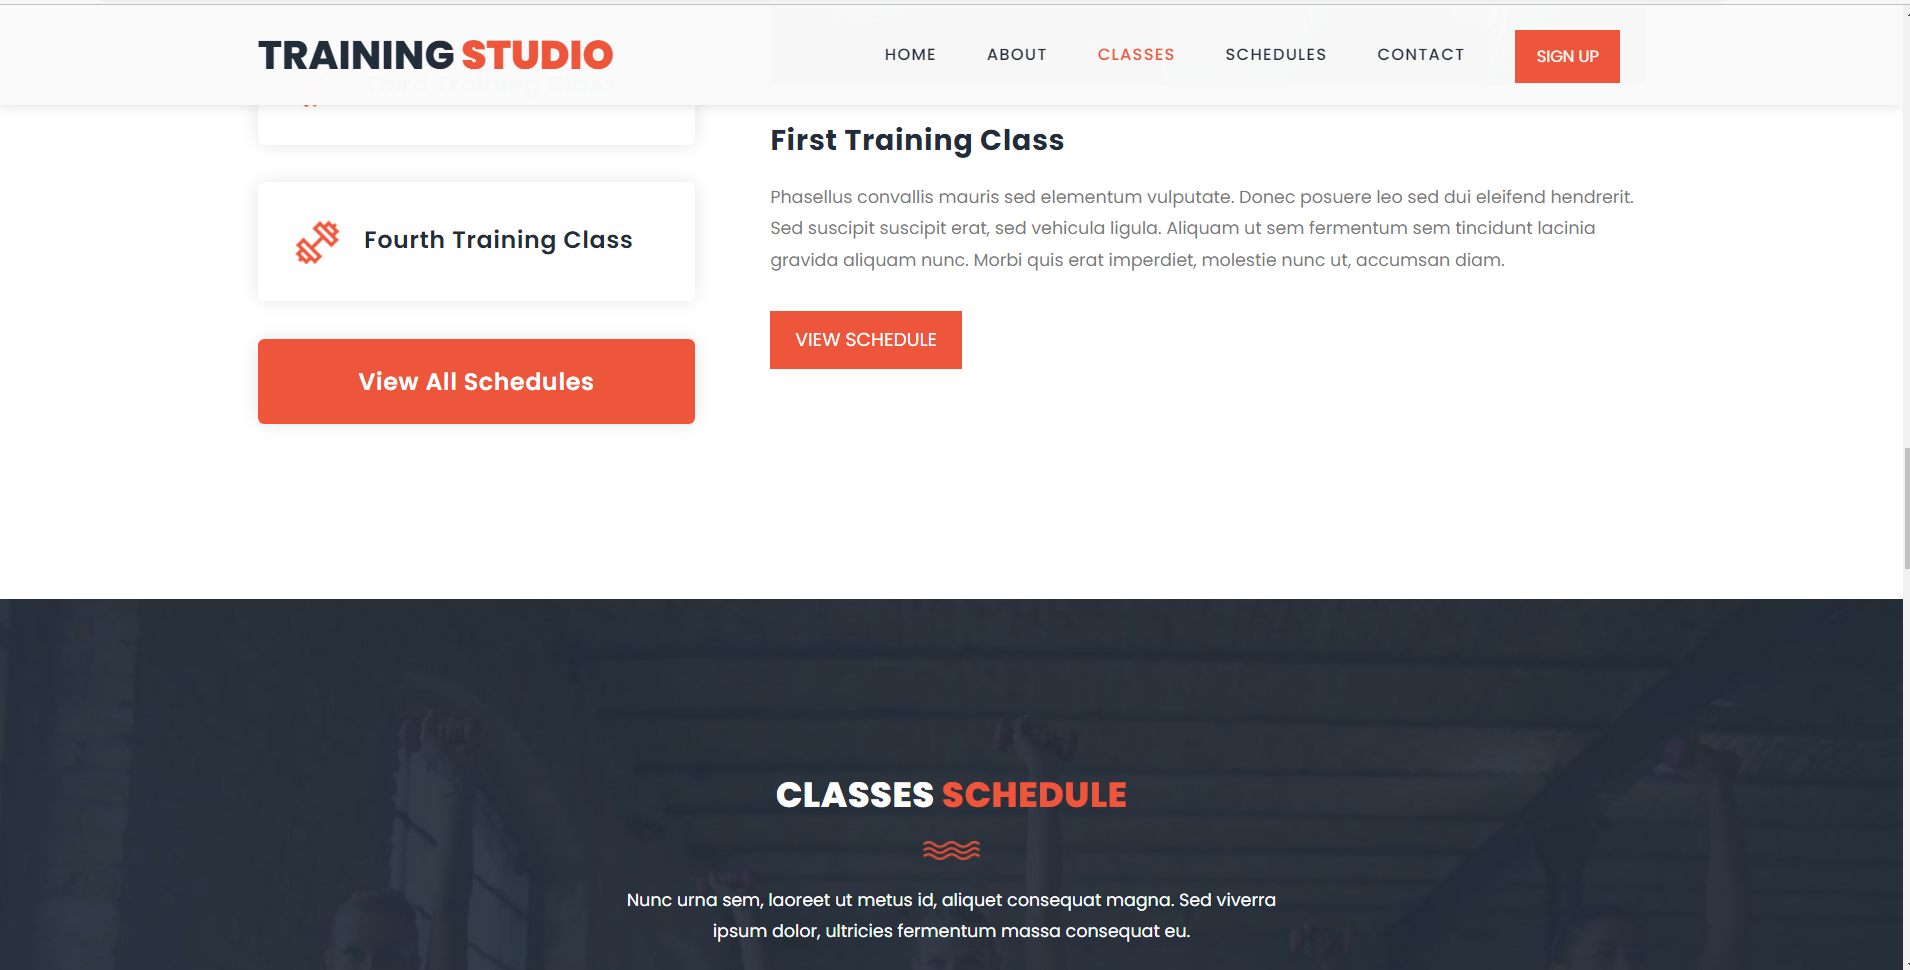 TRAINING STUDIO
HOME ABOUT CLASSES SCHEDULES CONTACT SIGN UP
First Training Class
Phasellus convallis mauris sed elementum vulputate. Donec posuere leo sed dui eleifend hendrerit.
Sed suscipit suscipit erat, sed vehicula ligula. Aliquam ut sem fermentum sem tincidunt lacinia
gravida aliquam nunc. Morbi quis erat imperdiet, molestie nunc ut, accumsan diam.
VIEW SCHEDULE
Fourth Training Class
View All Schedules
CLASSES SCHEDULE
Nunc urna sem, laoreet ut metus id, aliquet consequat magna. Sed viverra
ipsum dolor, ultricies fermentum massa consequat eu.